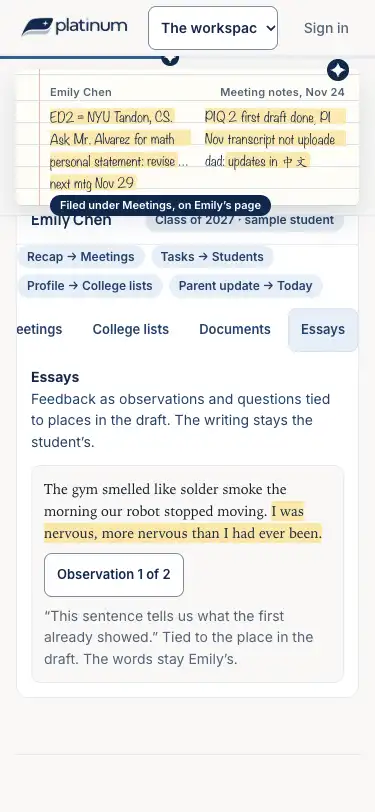 platinum
The workspac
Sign in
Emily Chen
Meeting notes, Nov 24
ED2 = NYU Tandon, CS.
Ask Mr. Alvarez for math
personal statement: revise ...
next mtg Nov 29
PIQ 2 first draft done, PI
Nov transcript not uploade
dad: updates in 中文
Filed under Meetings, on Emily's page
Emily Chen
Class of 2027 · sample student
Recap → Meetings
Tasks → Students
Profile → College lists
Parent update → Today
eetings
College lists
Documents
Essays
Essays
Feedback as observations and questions tied
to places in the draft. The writing stays the
student's.
The gym smelled like solder smoke the
morning our robot stopped moving. I was
nervous, more nervous than I had ever been.
Observation 1 of 2
“This sentence tells us what the first
already showed.” Tied to the place in the
draft. The words stay Emily's.